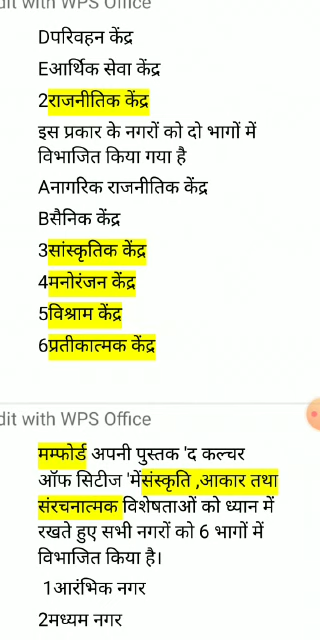 dit with WPS Office
Dपरिवहन केंद्र
Eआर्थिक सेवा केंद्र
2राजनीतिक केंद्र
इस प्रकार के नगरों को दो भागों में
विभाजित किया गया है
Aनागरिक राजनीतिक केंद्र
Bसैनिक केंद्र
3सांस्कृतिक केंद्र
4मनोरंजन केंद्र
5विश्राम केंद्र
6प्रतीकात्मक केंद्र
dit with WPS Office
मम्फोर्ड अपनी पुस्तक 'द कल्चर
ऑफ सिटीज 'मेंसंस्कृति ,आकार तथा
संरचनात्मक विशेषताओं को ध्यान में
रखते हुए सभी नगरों को 6 भागों में
विभाजित किया है।
1आरंभिक नगर
2मध्यम नगर